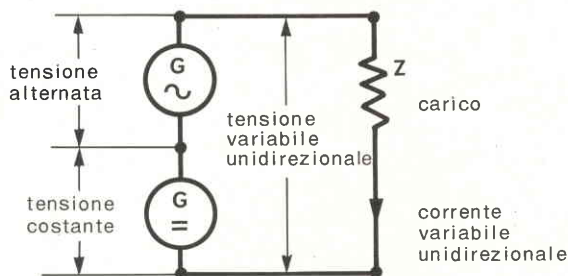 tensione
alternata
G
Z
carico
tensione
variabile
unidirezionale
tensione
costante
G
corrente
variabile
unidirezionale